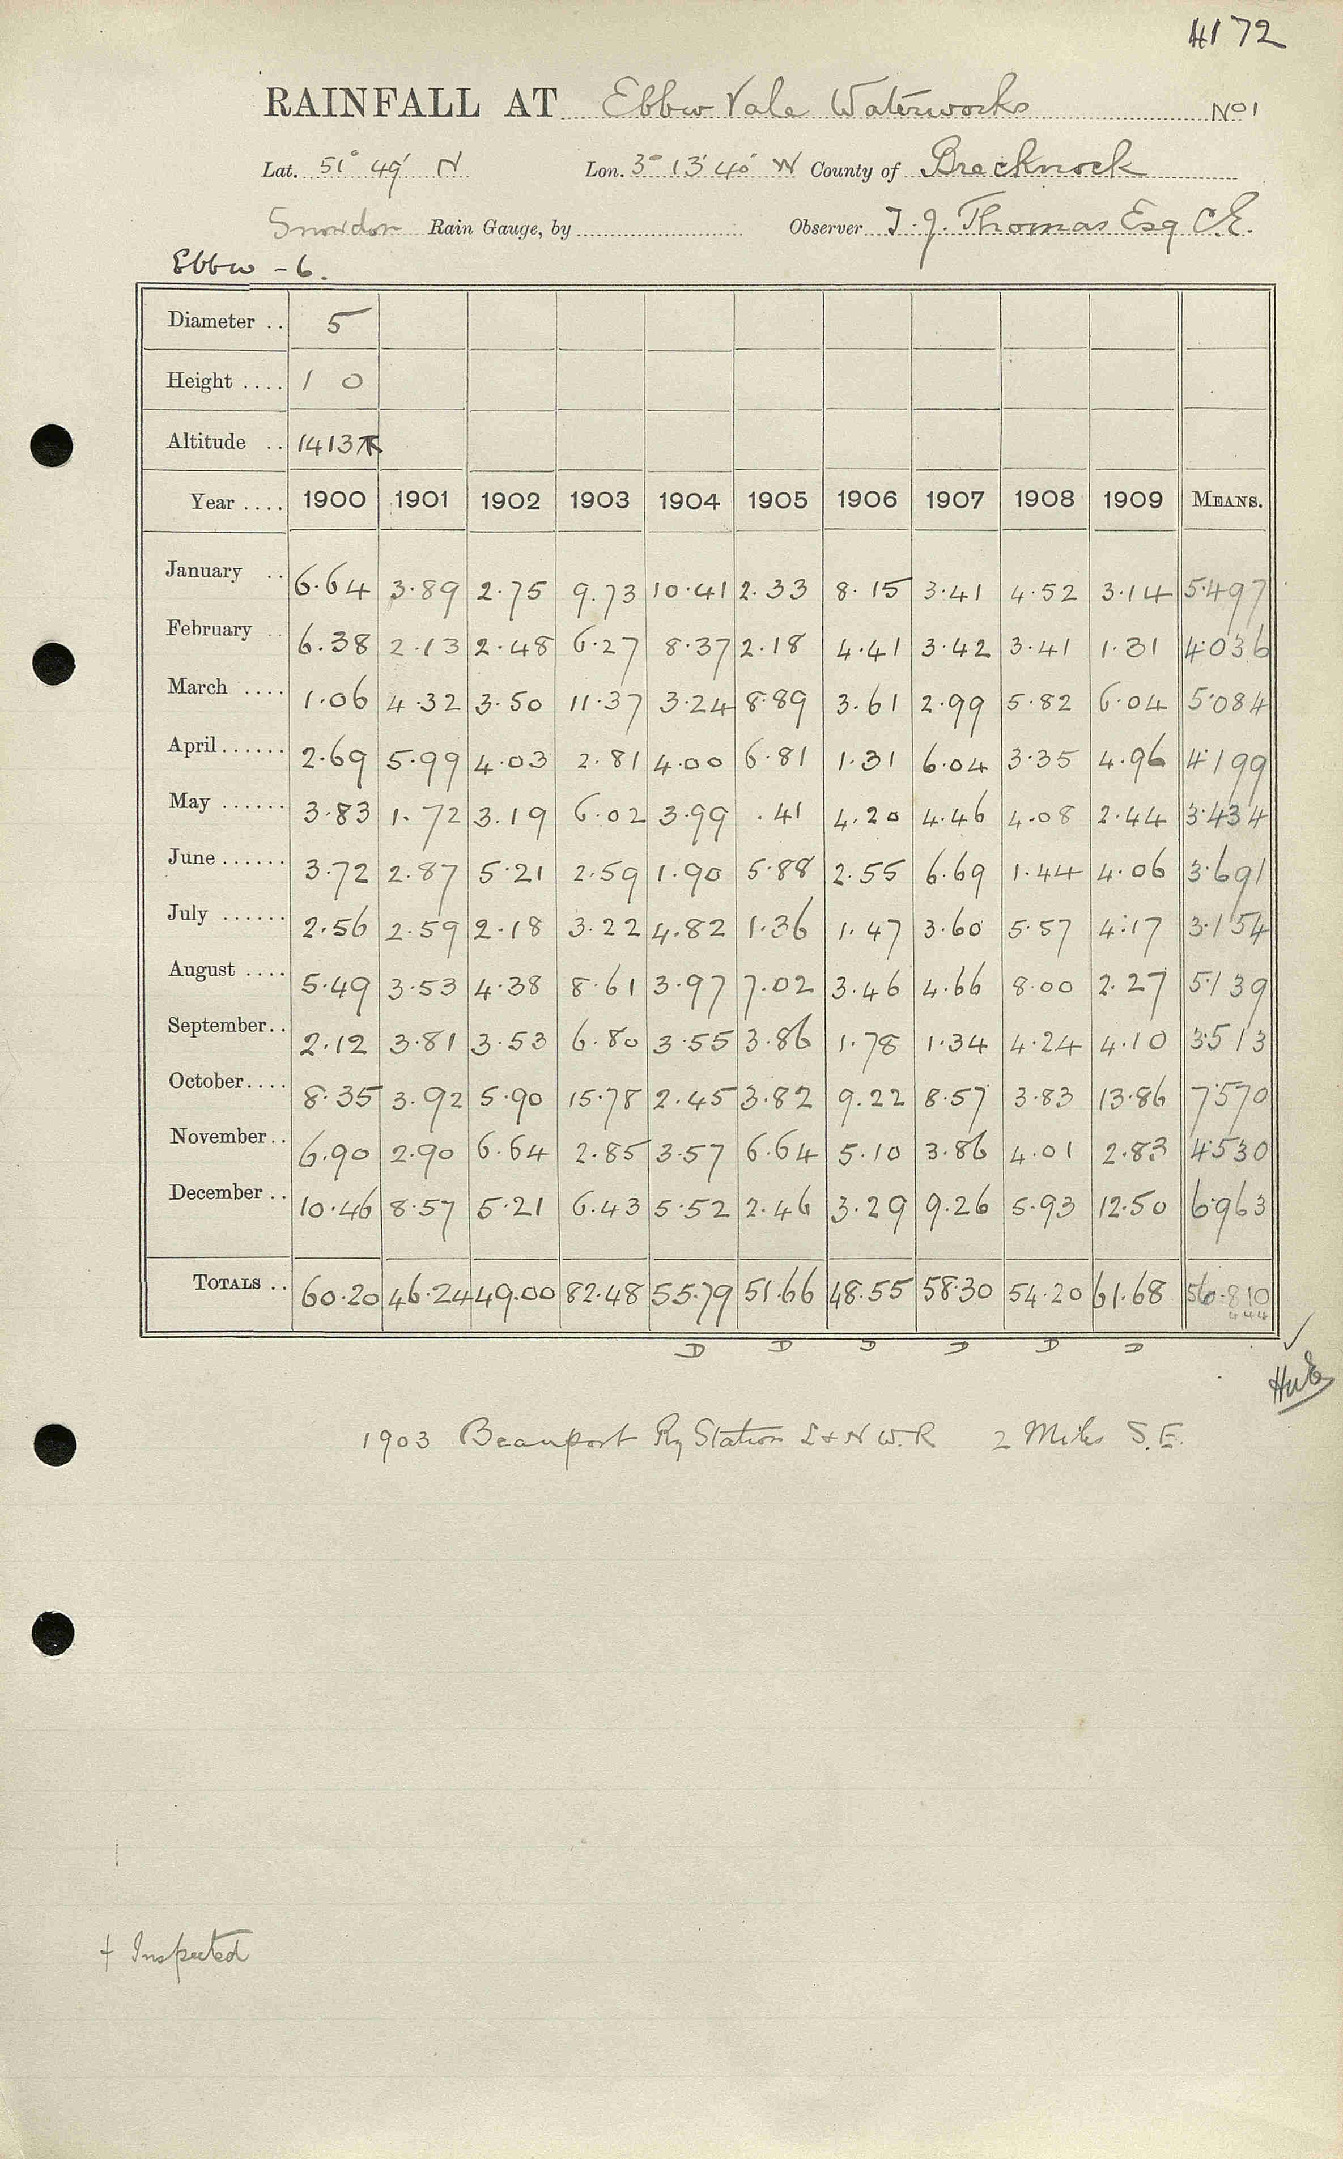 4172
RAINFALL AT Ebbw Vale Waterworks No 1
Lat. 51° 49' N Lon. 3° 13' 40" W County of Brecknock
Snowdon Rain Gauge, by Observer T. J. Thomas Esq C.E.
Ebbw - 6.
Diameter .. 5
Height .... 1 0
Altitude .. 1413
Year .... 1900 1901 1902 1903 1904 1905 1906 1907 1908 1909 MEANS.
January .. 6.64 3.89 2.75 9.73 10.41 2.33 8.15 3.41 4.52 3.14 5.497
February .. 6.38 2.13 2.48 6.27 8.37 2.18 4.41 3.42 3.41 1.31 4.036
March .... 1.06 4.32 3.50 11.37 3.24 8.89 3.61 2.99 5.82 6.04 5.084
April ...... 2.69 5.99 4.03 2.81 4.00 6.81 1.31 6.04 3.35 4.96 4.199
May ...... 3.83 1.72 3.19 6.02 3.99 .41 4.20 4.46 4.08 2.44 3.434
June ...... 3.72 2.87 5.21 2.59 1.90 5.88 2.55 6.69 1.44 4.06 3.691
July ...... 2.56 2.59 2.18 3.22 4.82 1.36 1.47 3.60 5.57 4.17 3.154
August .... 5.49 3.53 4.38 8.61 3.97 7.02 3.46 4.66 8.00 2.27 5.139
September.. 2.12 3.81 3.53 6.80 3.55 3.86 1.78 1.34 4.24 4.10 3.513
October.... 8.35 3.92 5.90 15.78 2.45 3.82 9.22 8.57 3.83 13.86 7.570
November.. 6.90 2.90 6.64 2.85 3.57 6.64 5.10 3.86 4.01 2.83 4.530
December .. 10.46 8.57 5.21 6.43 5.52 2.46 3.29 9.26 5.93 12.50 6.963
TOTALS .. 60.20 46.24 49.00 82.48 55.79 51.66 48.55 58.30 54.20 61.68 56.810
D D D D D D
1903 Beaufort Ry Station L & N W.R 2 Miles S.E.
+ Inspected